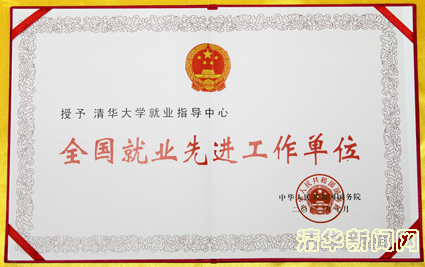 授予 清华大学就业指导中心
全国就业先进工作单位
中华人民共和国国务院
清华新闻网